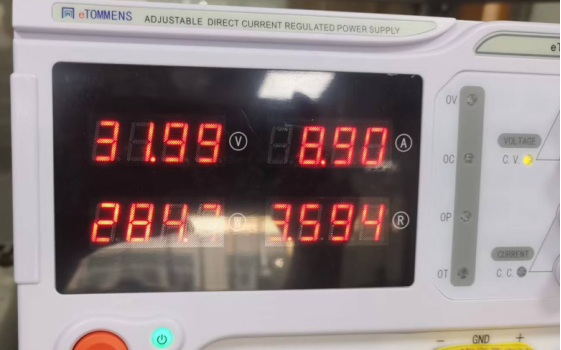 eTOMMENS ADJUSTABLE DIRECT CURRENT REGULATED POWER SUPPLY
31.99 V 8.90 A
284.7 W 3.594 R
OV
OC
OP
OT
VOLTAGE
C.V.
CURRENT
C.C.
- GND +